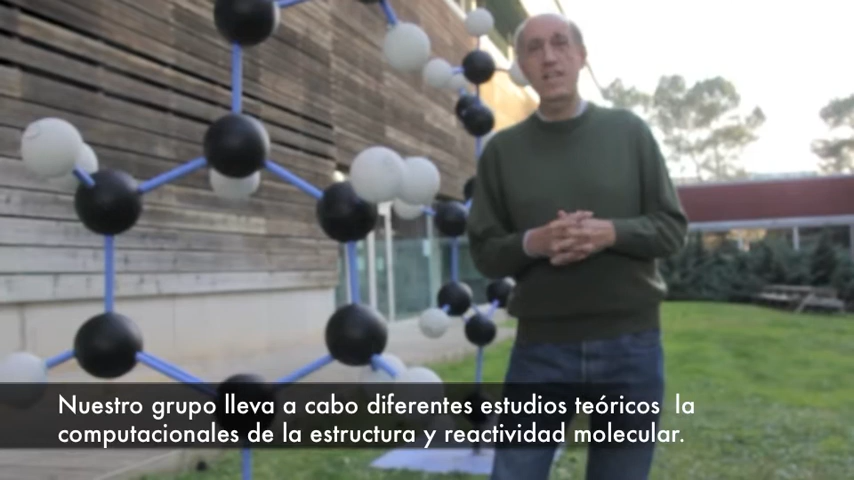 Nuestro grupo lleva a cabo diferentes estudios teóricos la
computacionales de la estructura y reactividad molecular.